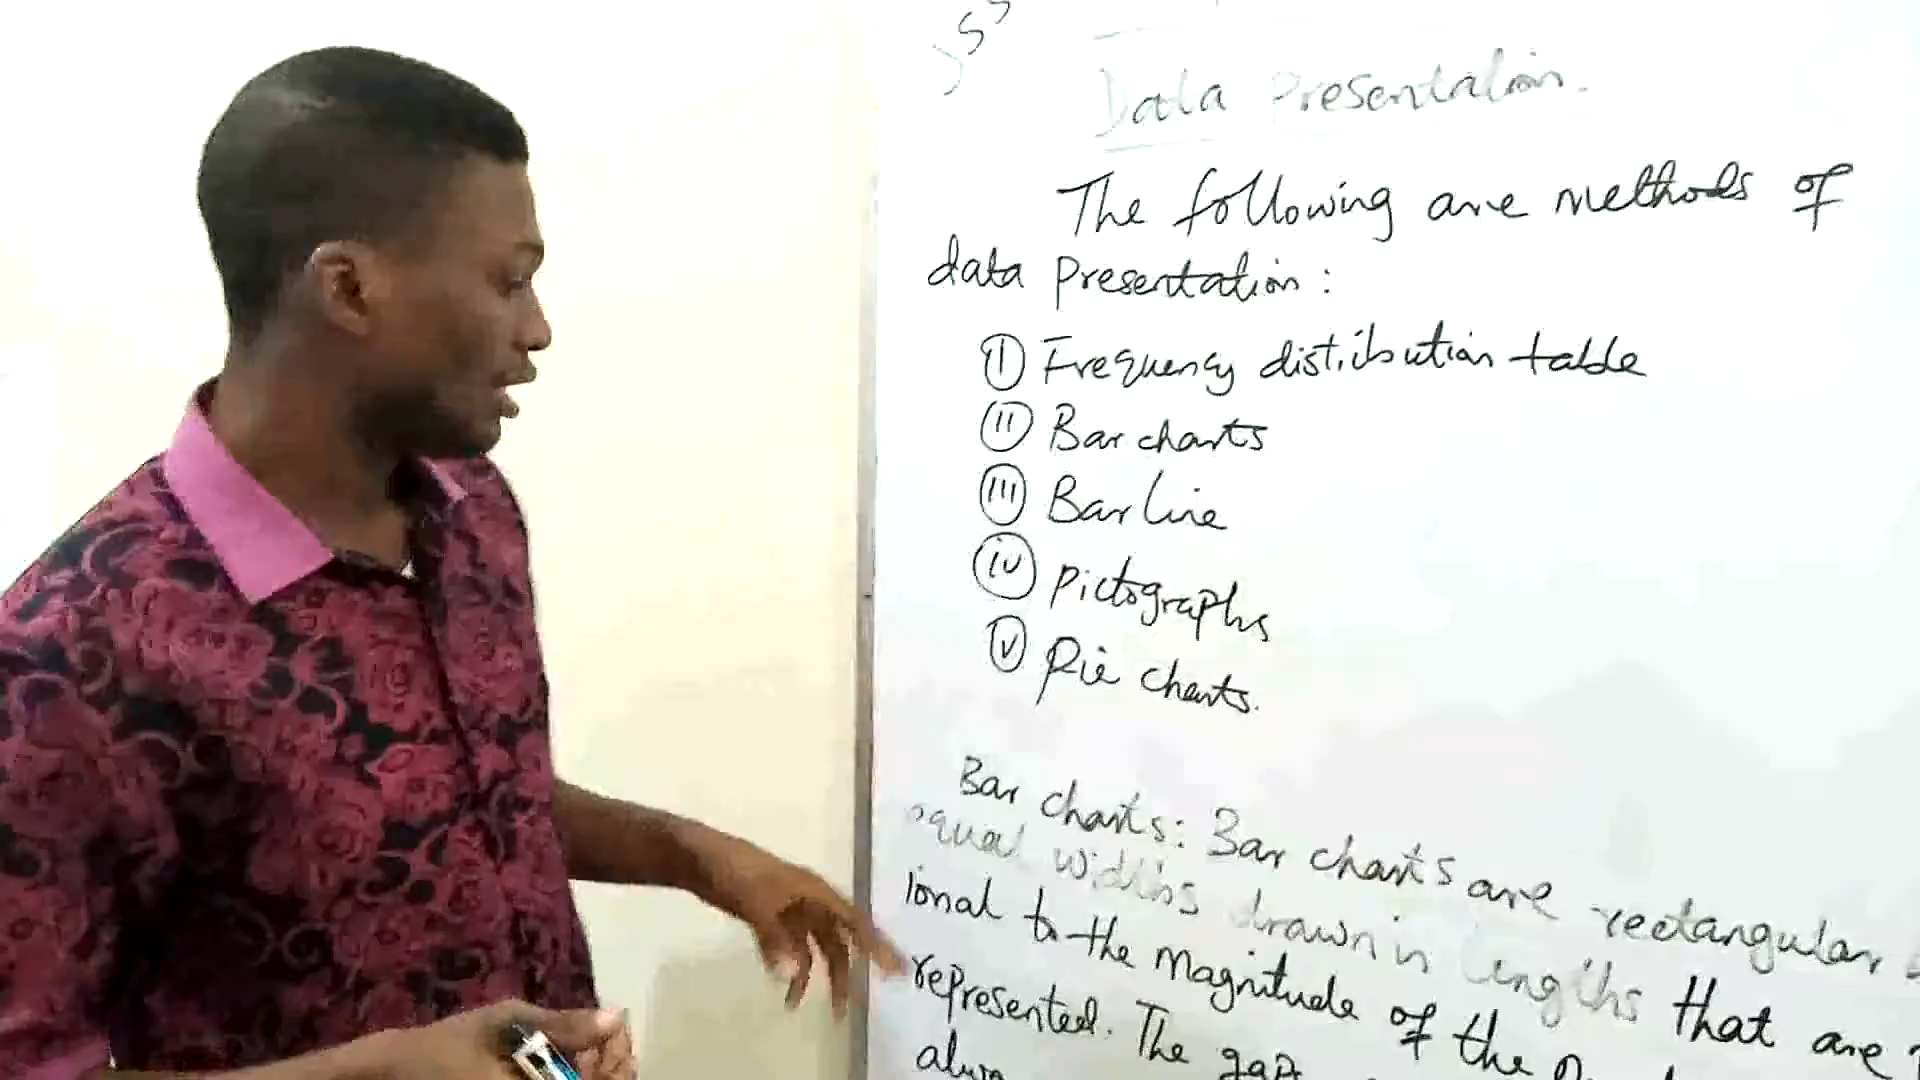 Data Presentation.
The following are methods of
data presentation:
(i) Frequency distribution table
(ii) Bar charts
(iii) Bar line
(iv) Pictographs
(v) Pie charts.
Bar charts: Bar charts are rectangular
equal widths drawn in lengths that are
ional to the magnitude of the
represented. The gap